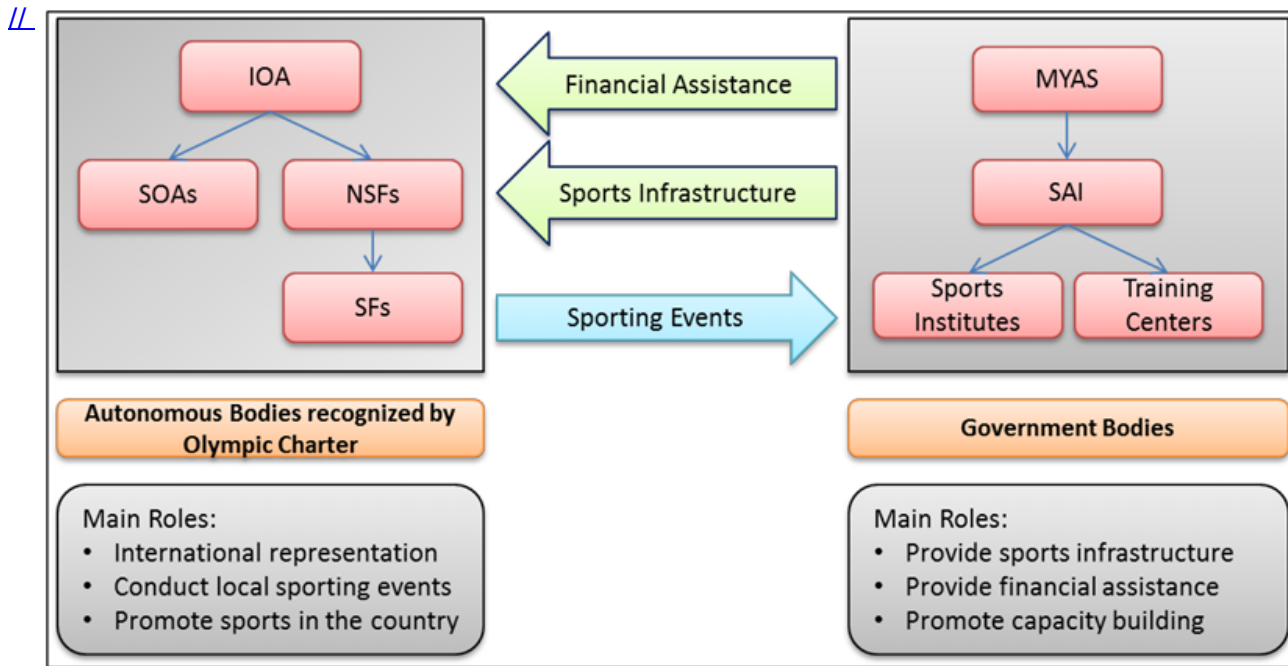 //
IOA
SOAs
NSFs
SFs
Financial Assistance
Sports Infrastructure
Sporting Events
MYAS
SAI
Sports
Institutes
Training
Centers
Autonomous Bodies recognized by
Olympic Charter
Government Bodies
Main Roles:
• International representation
• Conduct local sporting events
• Promote sports in the country
Main Roles:
• Provide sports infrastructure
• Provide financial assistance
• Promote capacity building